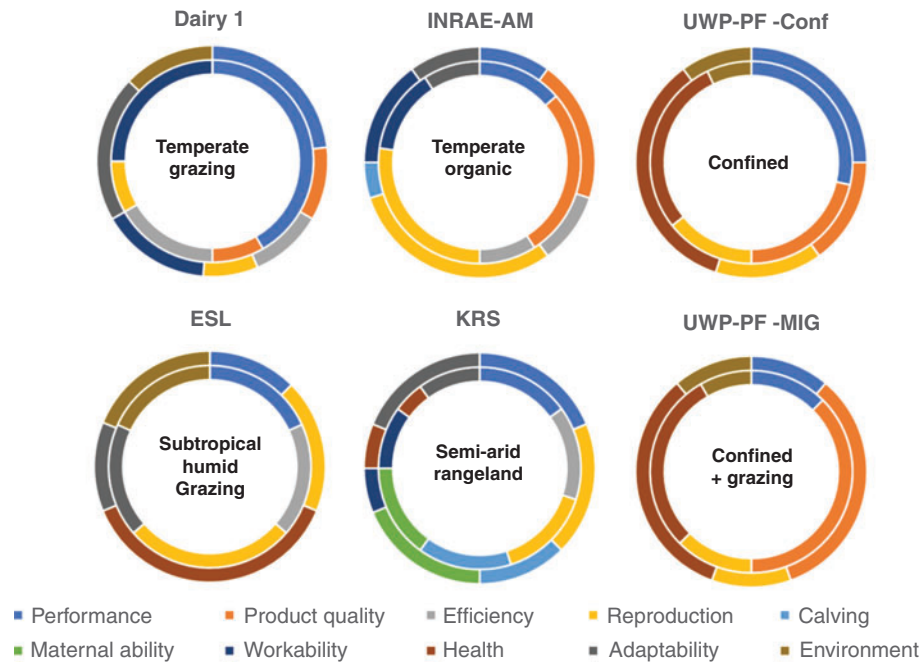 Dairy 1
INRAE-AM
UWP-PF -Conf
Temperate
grazing
Temperate
organic
Confined
ESL
KRS
UWP-PF -MIG
Subtropical
humid
Grazing
Semi-arid
rangeland
Confined
+ grazing
Performance
Product quality
Efficiency
Reproduction
Calving
Maternal ability
Workability
Health
Adaptability
Environment